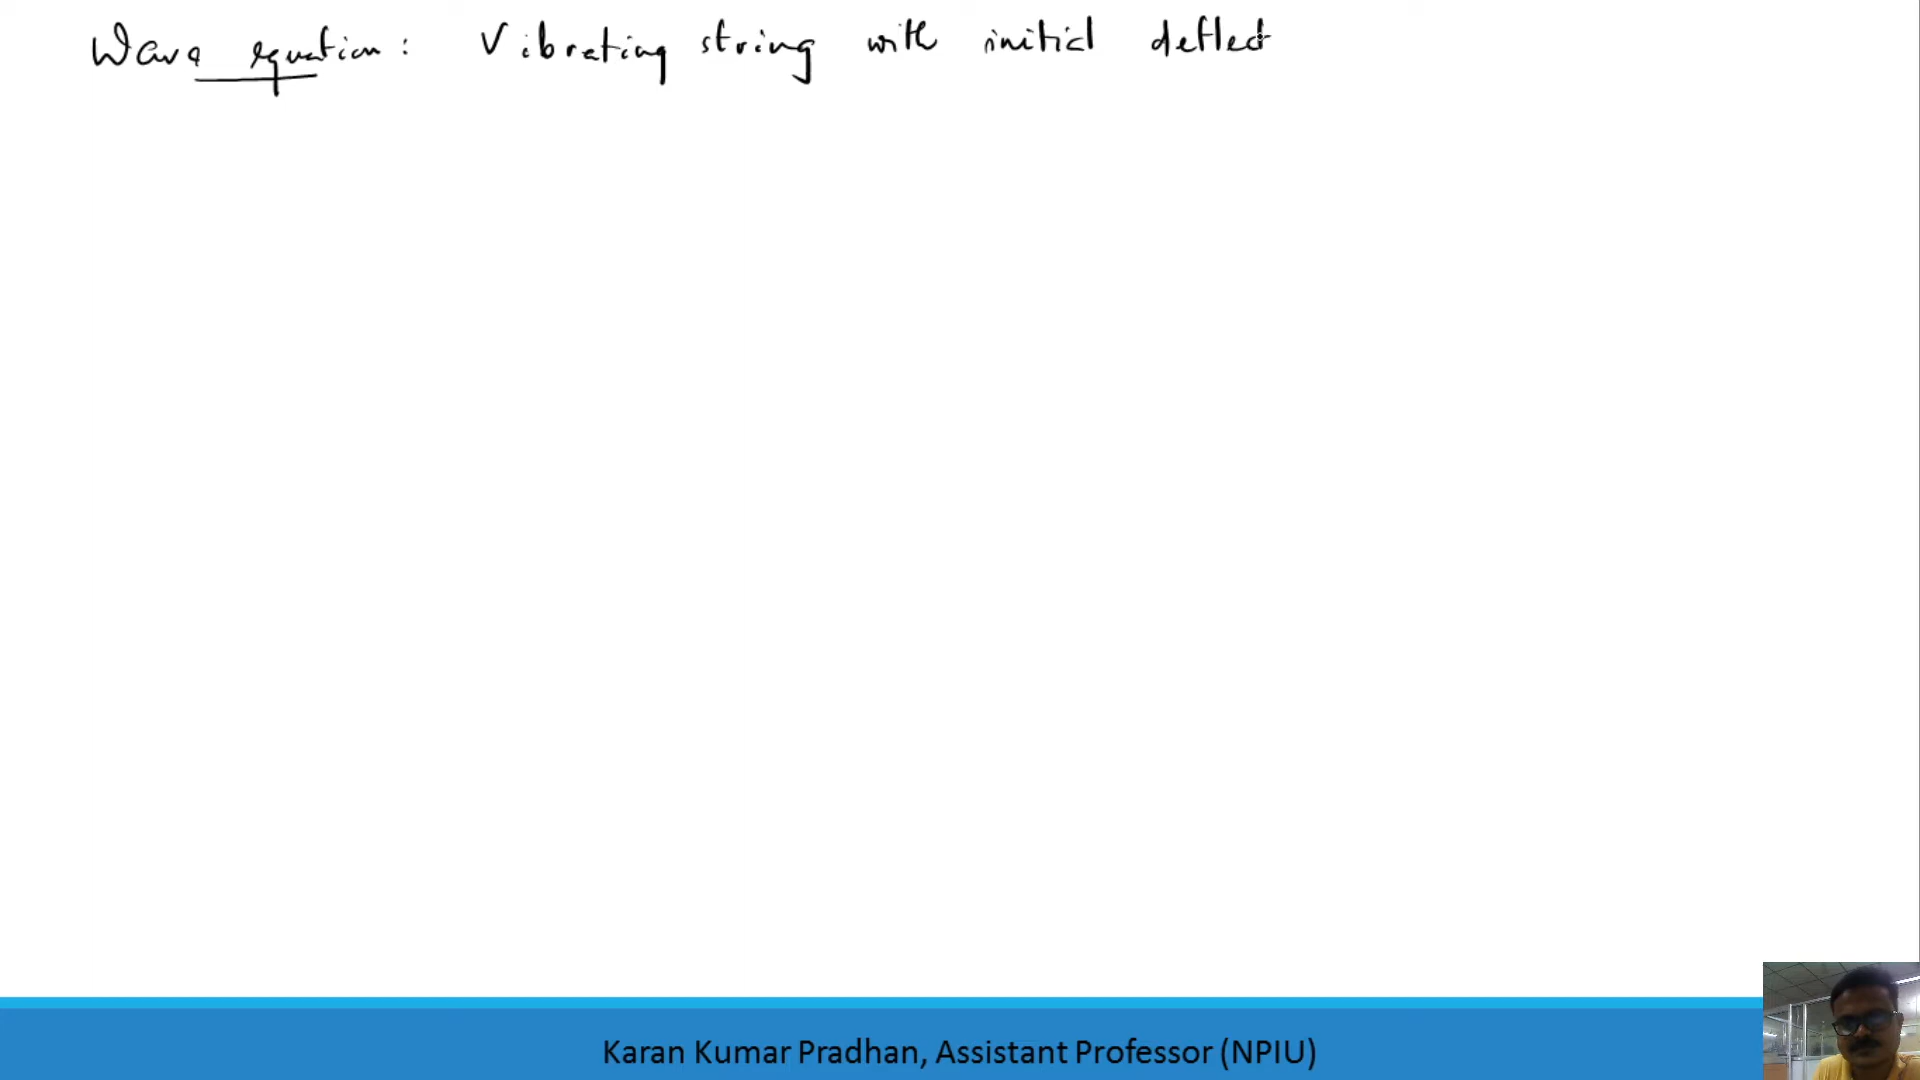 Wave equation: Vibrating string with initial deflect
Karan Kumar Pradhan, Assistant Professor (NPIU)